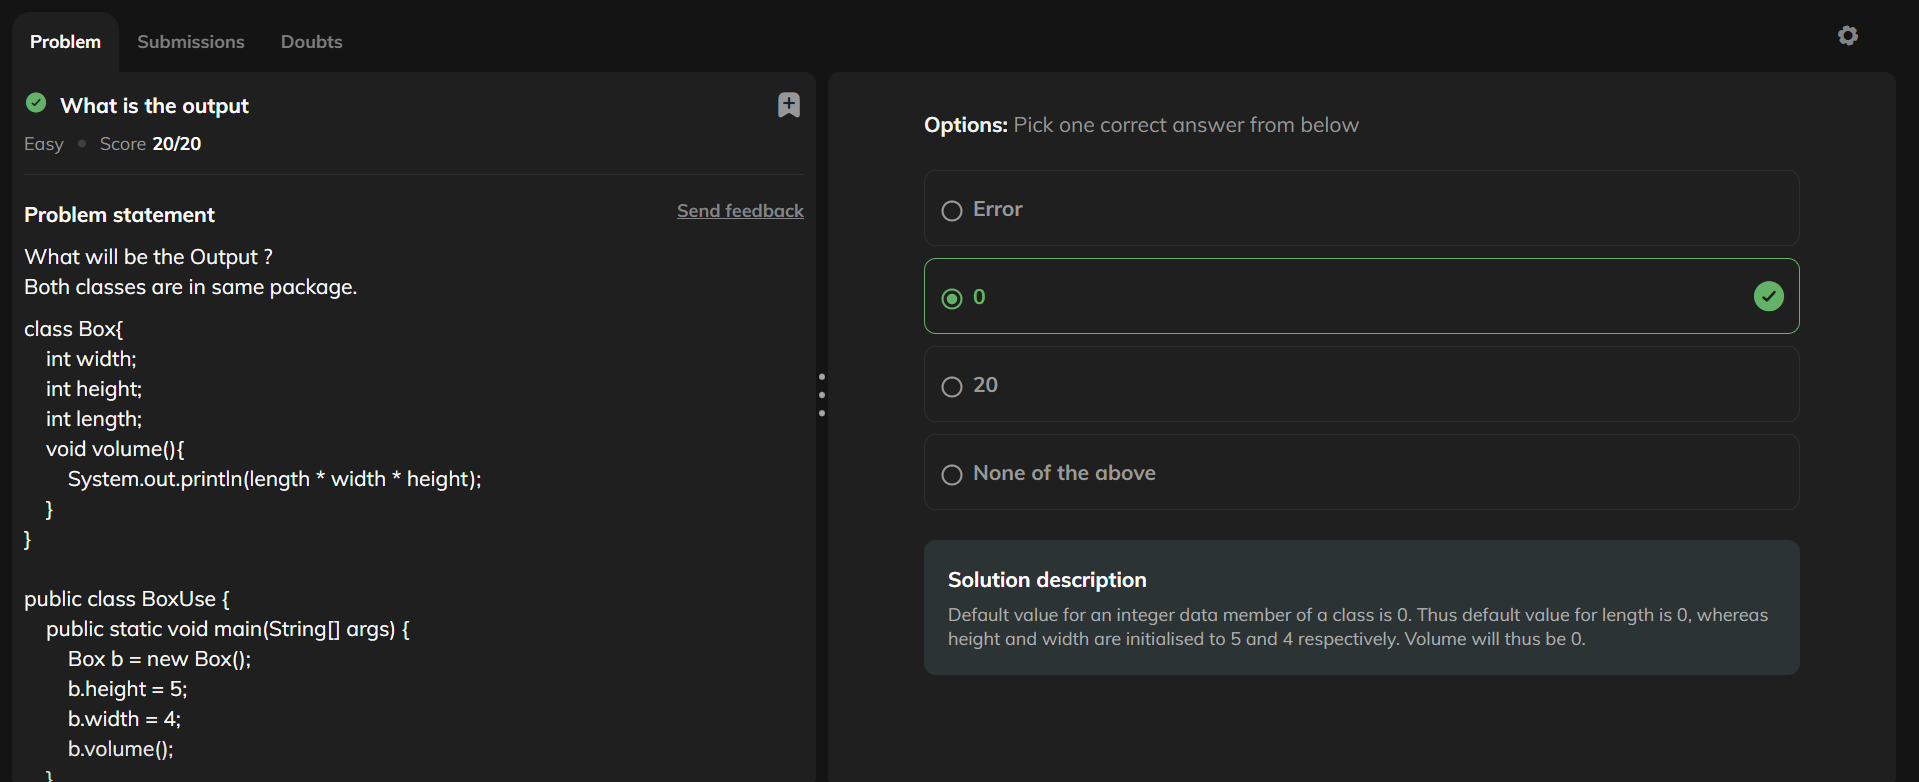 Problem
Submissions
Doubts
What is the output
Easy • Score 20/20
Problem statement
Send feedback
What will be the Output ?
Both classes are in same package.
class Box{
    int width;
    int height;
    int length;
    void volume(){
        System.out.println(length * width * height);
    }
}
public class BoxUse {
    public static void main(String[] args) {
        Box b = new Box();
        b.height = 5;
        b.width = 4;
        b.volume();
    }
Options: Pick one correct answer from below
Error
0
20
None of the above
Solution description
Default value for an integer data member of a class is 0. Thus default value for length is 0, whereas
height and width are initialised to 5 and 4 respectively. Volume will thus be 0.